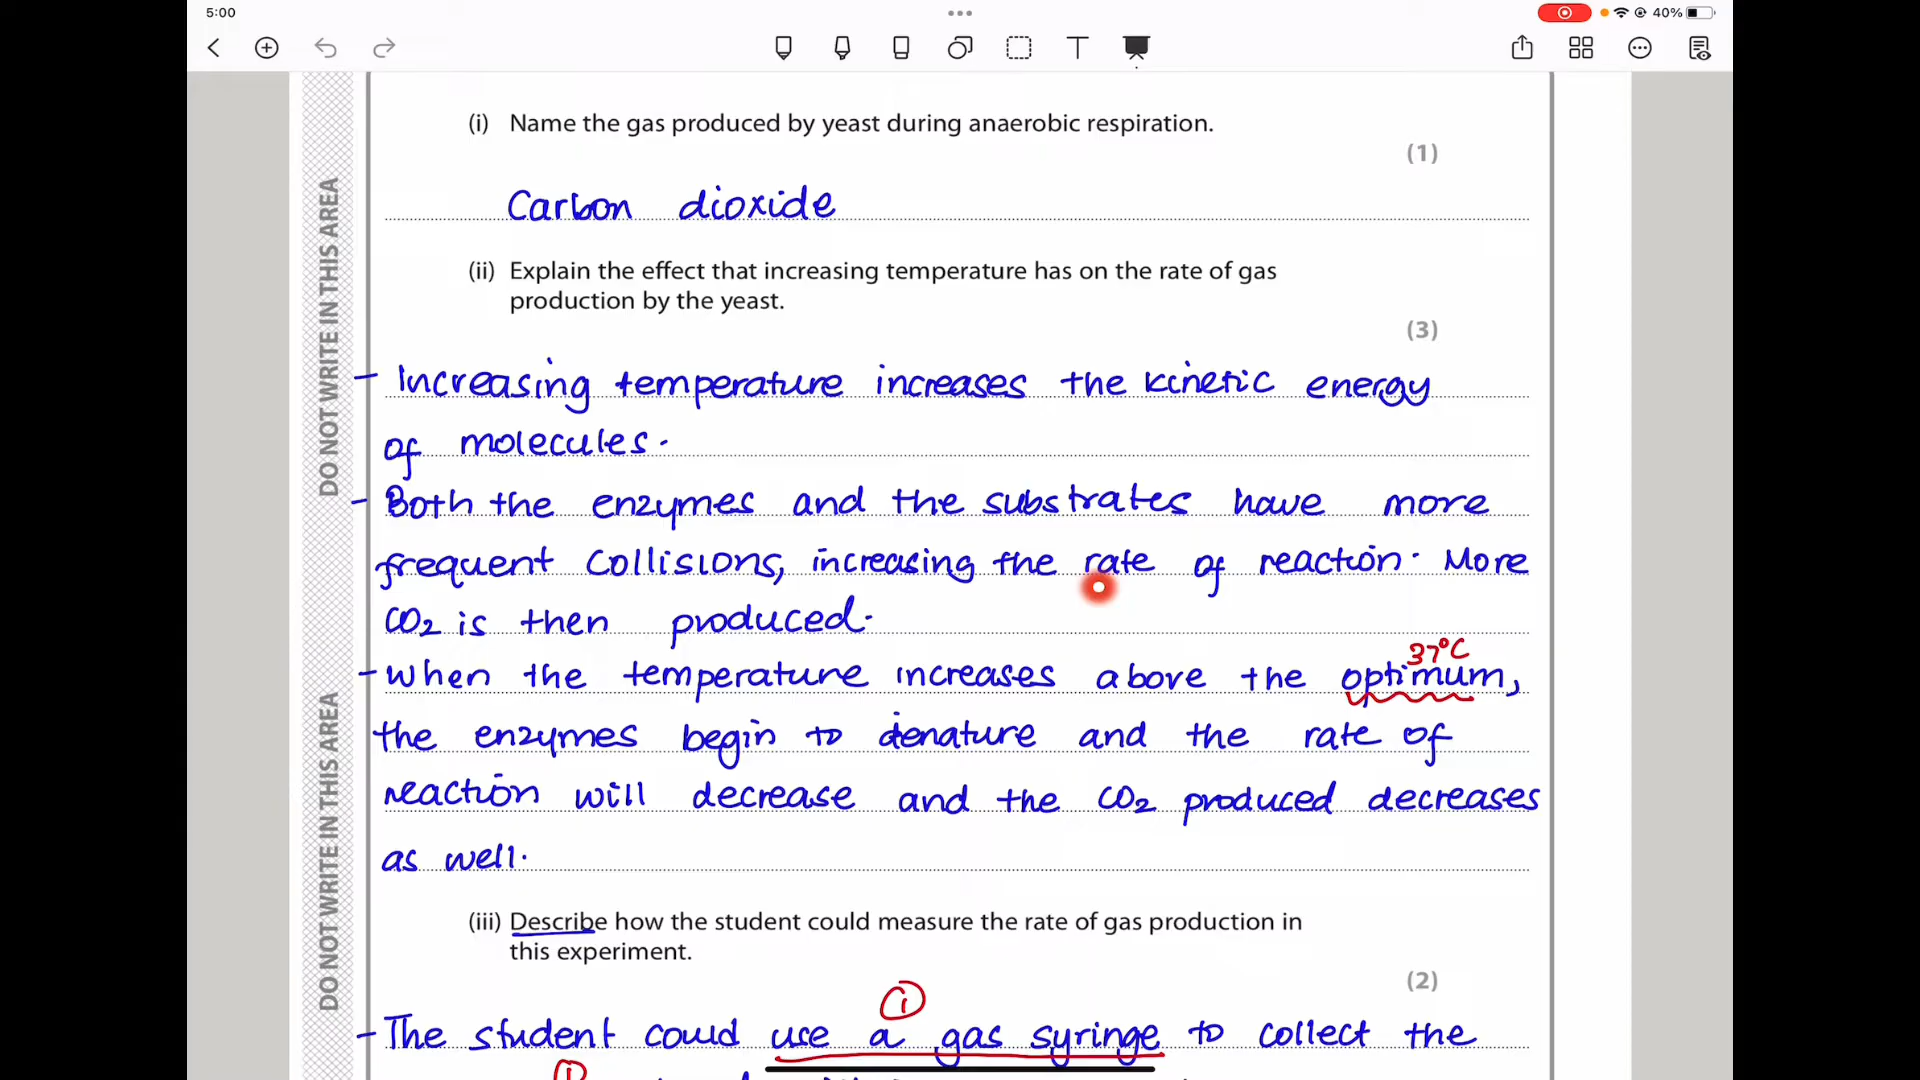 5:00
40%
(i) Name the gas produced by yeast during anaerobic respiration.
(1)
Carbon dioxide
(ii) Explain the effect that increasing temperature has on the rate of gas
production by the yeast.
(3)
- Increasing temperature increases the kinetic energy
of molecules.
- Both the enzymes and the substrates have more
frequent collisions, increasing the rate of reaction. More
CO2 is then produced.
37°C
- When the temperature increases above the optimum,
the enzymes begin to denature and the rate of
reaction will decrease and the CO2 produced decreases
as well.
(iii) Describe how the student could measure the rate of gas production in
this experiment.
(2)
①
- The student could use a gas syringe to collect the
①
DO NOT WRITE IN THIS AREA
DO NOT WRITE IN THIS AREA